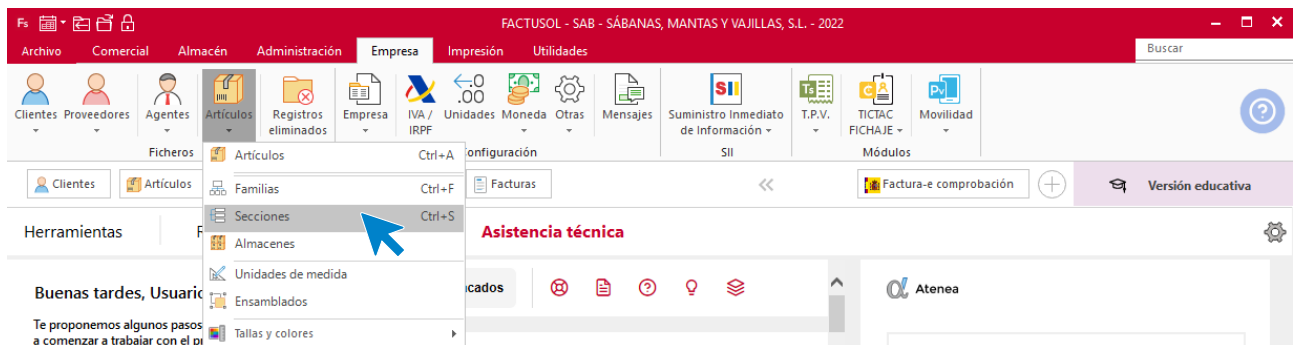 Fs
FACTUSOL - SAB - SÁBANAS, MANTAS Y VAJILLAS, S.L. - 2022
Archivo Comercial Almacén Administración Empresa Impresión Utilidades Buscar
Clientes Proveedores Agentes Artículos Registros eliminados Empresa IVA / IRPF Unidades Moneda Otras Mensajes Suministro Inmediato de Información T.P.V. TICTAC FICHAJE Movilidad
Ficheros
onfiguración
SII
Módulos
Clientes Artículos
Facturas
Factura-e comprobación
Versión educativa
Artículos Ctrl+A
Familias Ctrl+F
Secciones Ctrl+S
Almacenes
Unidades de medida
Ensamblados
Tallas y colores
Herramientas
Asistencia técnica
Buenas tardes, Usuario
cados
Atenea
Te proponemos algunos pasos
a comenzar a trabajar con el pr